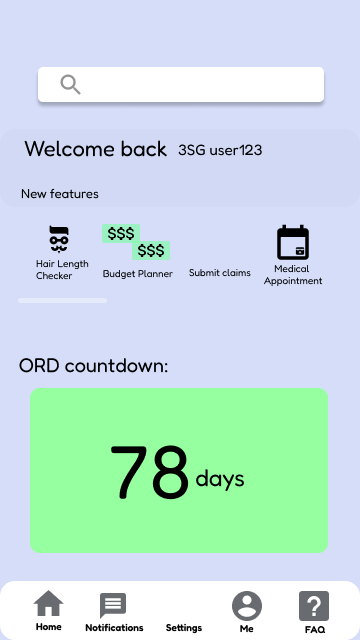 Welcome back 3SG user123
New features
$$$
$$$
Hair Length
Checker
Budget Planner
Submit claims
Medical
Appointment
ORD countdown:
78 days
Home Notifications Settings Me FAQ